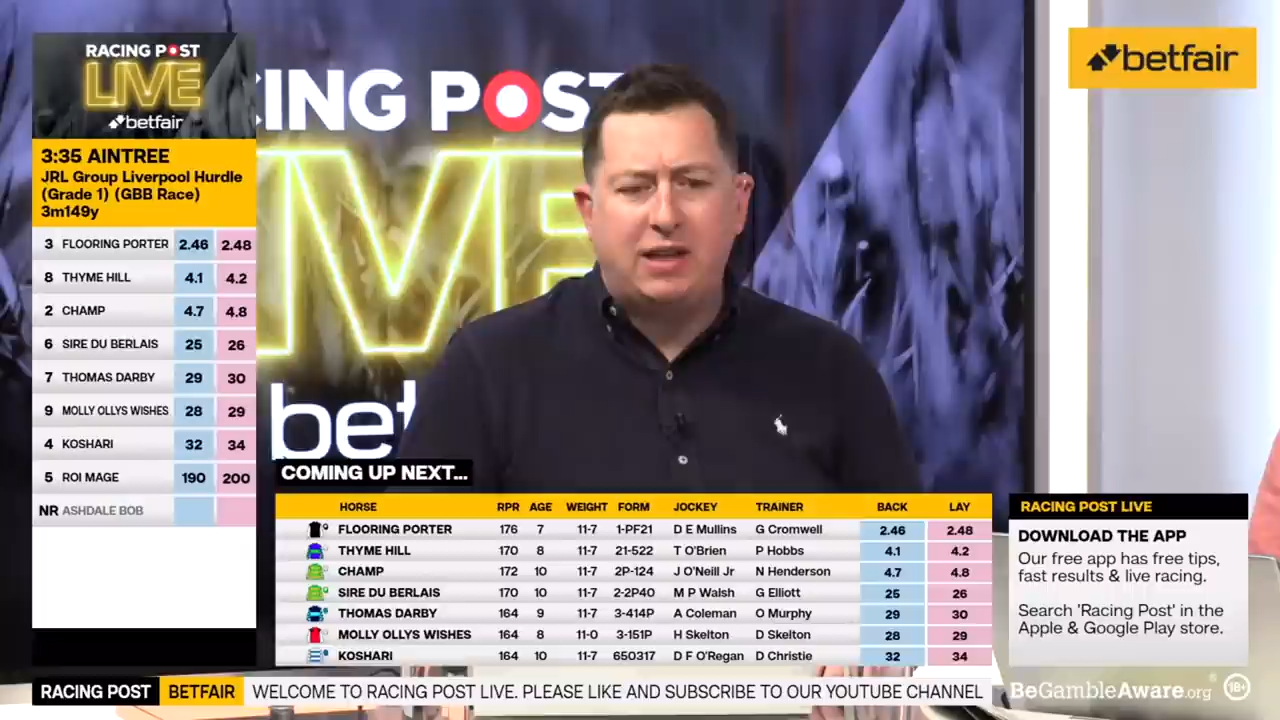 RACING POST
LIVE
betfair
3:35 AINTREE
JRL Group Liverpool Hurdle
(Grade 1) (GBB Race)
3m149y
3 FLOORING PORTER 2.46 2.48
8 THYME HILL 4.1 4.2
2 CHAMP 4.7 4.8
6 SIRE DU BERLAIS 25 26
7 THOMAS DARBY 29 30
9 MOLLY OLLYS WISHES 28 29
4 KOSHARI 32 34
5 ROI MAGE 190 200
NR ASHDALE BOB
CING POST
bet
betfair
COMING UP NEXT...
HORSE RPR AGE WEIGHT FORM JOCKEY TRAINER BACK LAY
FLOORING PORTER 176 7 11-7 1-PF21 D E Mullins G Cromwell 2.46 2.48
THYME HILL 170 8 11-7 21-522 T O'Brien P Hobbs 4.1 4.2
CHAMP 172 10 11-7 2P-124 J O'Neill Jr N Henderson 4.7 4.8
SIRE DU BERLAIS 170 10 11-7 2-2P40 M P Walsh G Elliott 25 26
THOMAS DARBY 164 9 11-7 3-414P A Coleman O Murphy 29 30
MOLLY OLLYS WISHES 164 8 11-0 3-151P H Skelton D Skelton 28 29
KOSHARI 164 10 11-7 650317 D F O'Regan D Christie 32 34
RACING POST LIVE
DOWNLOAD THE APP
Our free app has free tips,
fast results & live racing.
Search 'Racing Post' in the
Apple & Google Play store.
RACING POST BETFAIR WELCOME TO RACING POST LIVE. PLEASE LIKE AND SUBSCRIBE TO OUR YOUTUBE CHANNEL
BeGambleAware.org® 18+